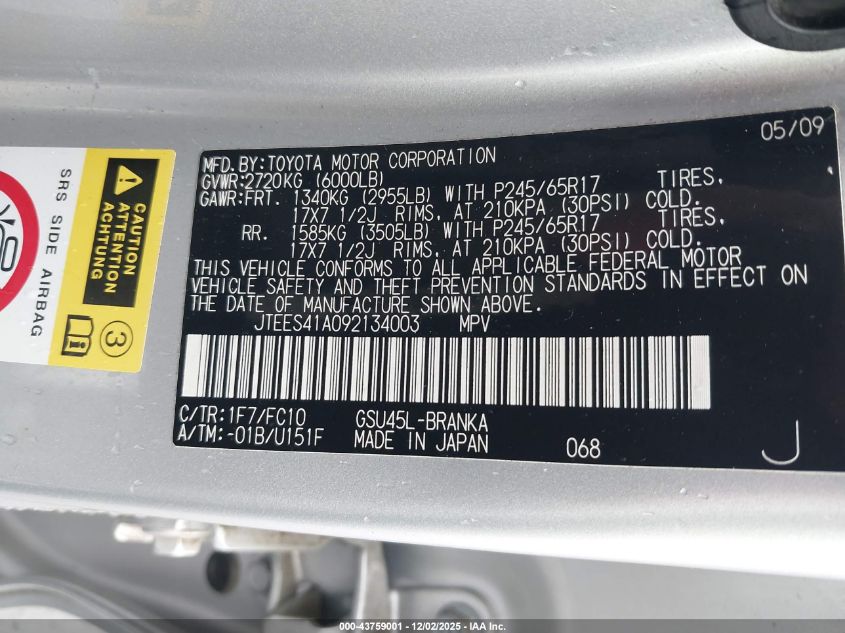 05/09
MFD.BY:TOYOTA MOTOR CORPORATION
GVWR:2720KG (6000LB)
GAWR:FRT. 1340KG (2955LB) WITH P245/65R17 TIRES,
17X7 1/2J RIMS, AT 210KPA (30PSI) COLD.
RR. 1585KG (3505LB) WITH P245/65R17 TIRES,
17X7 1/2J RIMS, AT 210KPA (30PSI) COLD.
THIS VEHICLE CONFORMS TO ALL APPLICABLE FEDERAL MOTOR
VEHICLE SAFETY AND THEFT PREVENTION STANDARDS IN EFFECT ON
THE DATE OF MANUFACTURE SHOWN ABOVE.
JTEES41A092134003 MPV
C/TR:1F7/FC10 GSU45L-BRANKA
A/TM:-01B/U151F MADE IN JAPAN 068
J
SRS SIDE AIRBAG
CAUTION
ATTENTION
ACHTUNG
3
000-43759001 - 12/02/2025 - IAA Inc.